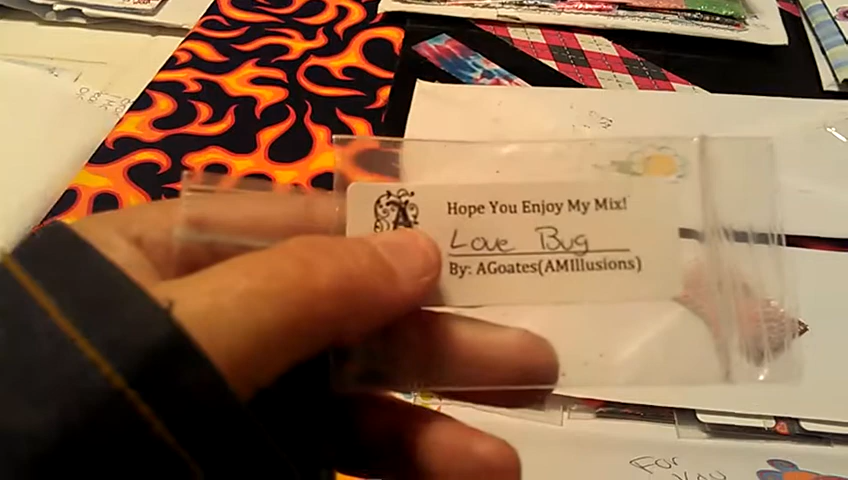 A
Hope You Enjoy My Mix!
Love Bug
By: AGoates(AMIllusions)
For
You